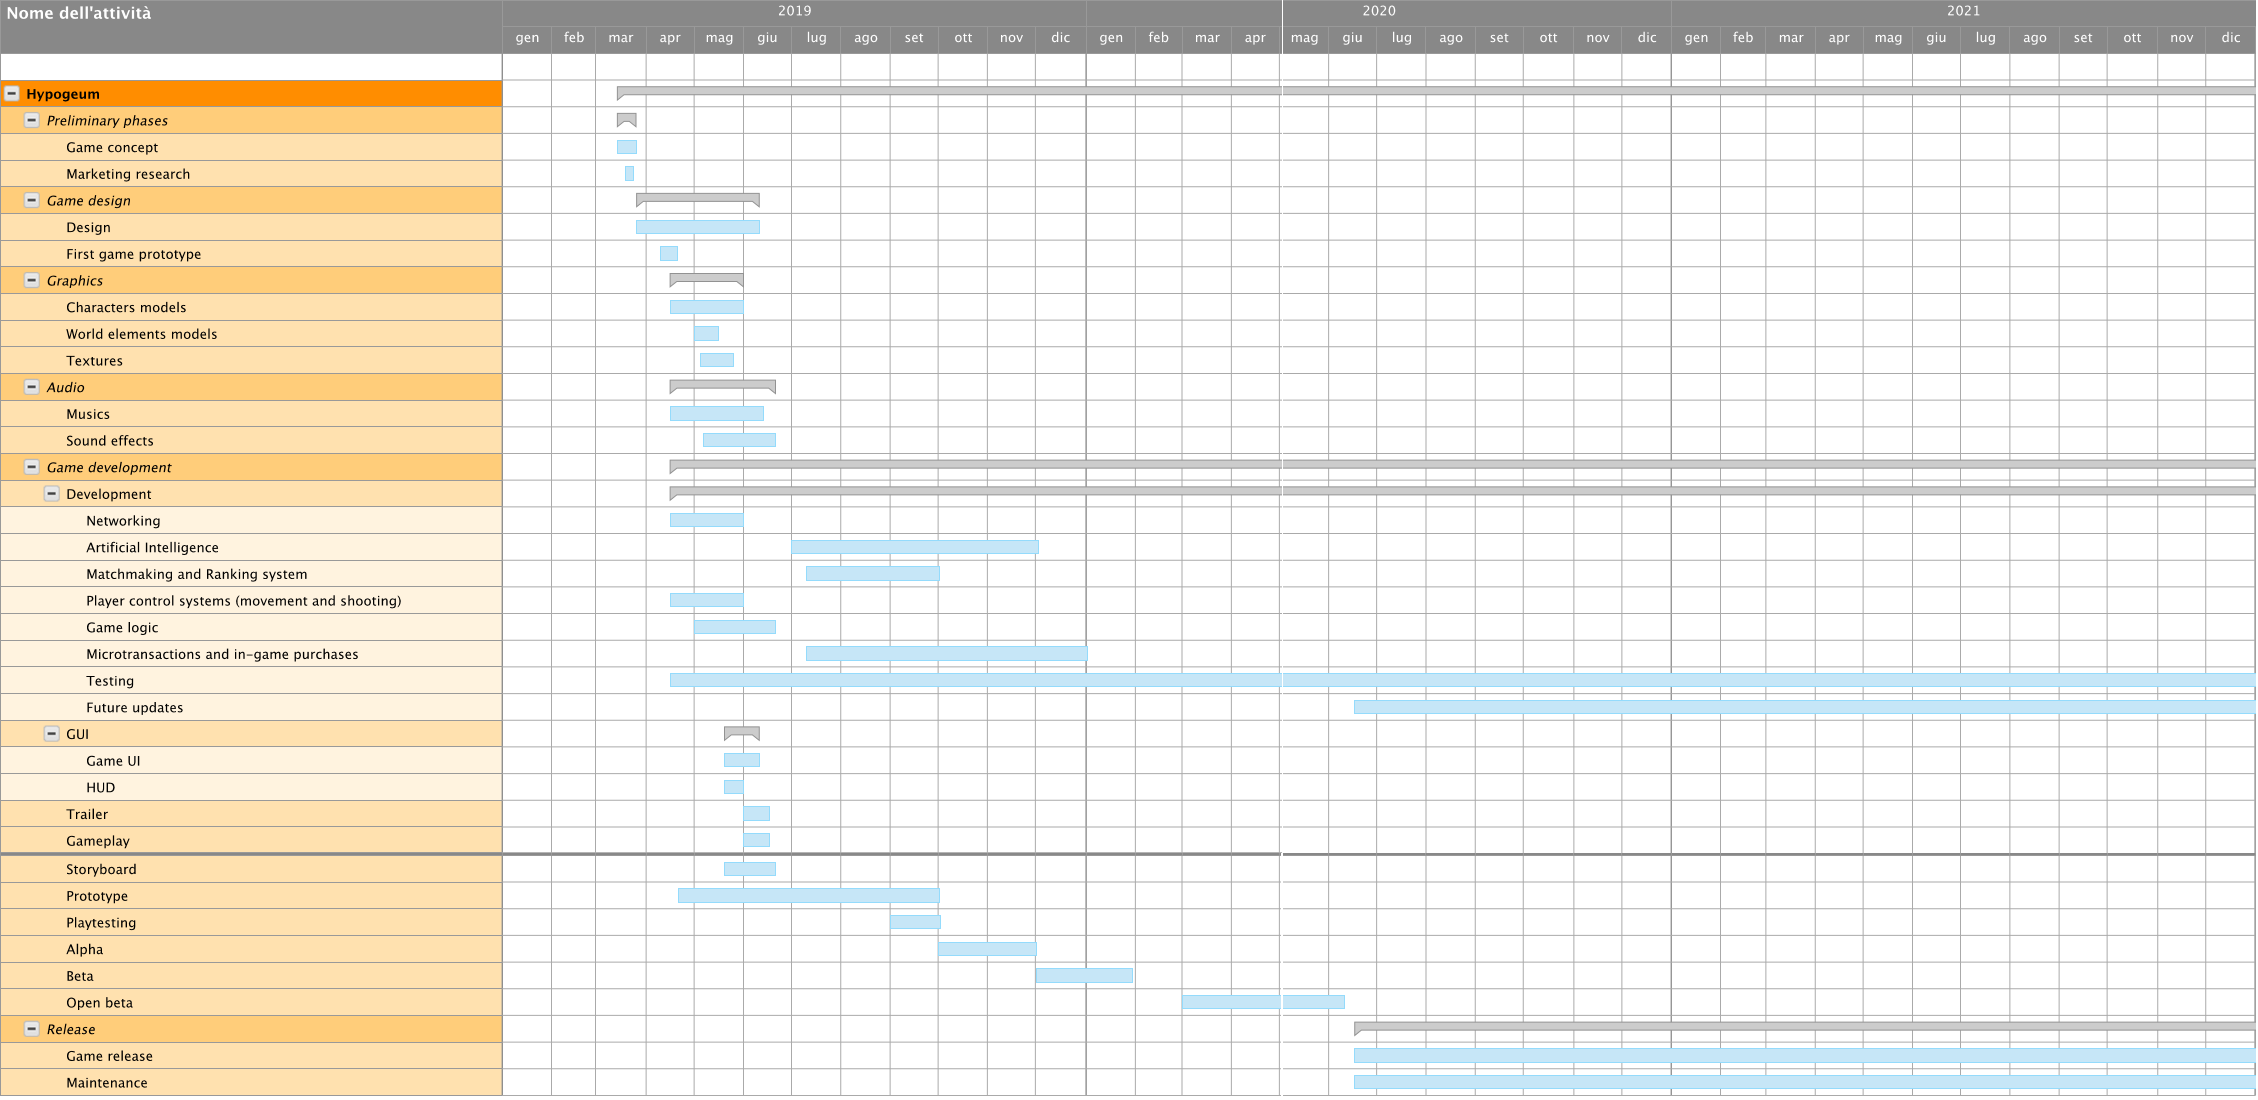 Nome dell'attività
2019 2020 2021
gen feb mar apr mag giu lug ago set ott nov dic gen feb mar apr mag giu lug ago set ott nov dic gen feb mar apr mag giu lug ago set ott nov dic
Hypogeum
Preliminary phases
Game concept
Marketing research
Game design
Design
First game prototype
Graphics
Characters models
World elements models
Textures
Audio
Musics
Sound effects
Game development
Development
Networking
Artificial Intelligence
Matchmaking and Ranking system
Player control systems (movement and shooting)
Game logic
Microtransactions and in-game purchases
Testing
Future updates
GUI
Game UI
HUD
Trailer
Gameplay
Storyboard
Prototype
Playtesting
Alpha
Beta
Open beta
Release
Game release
Maintenance